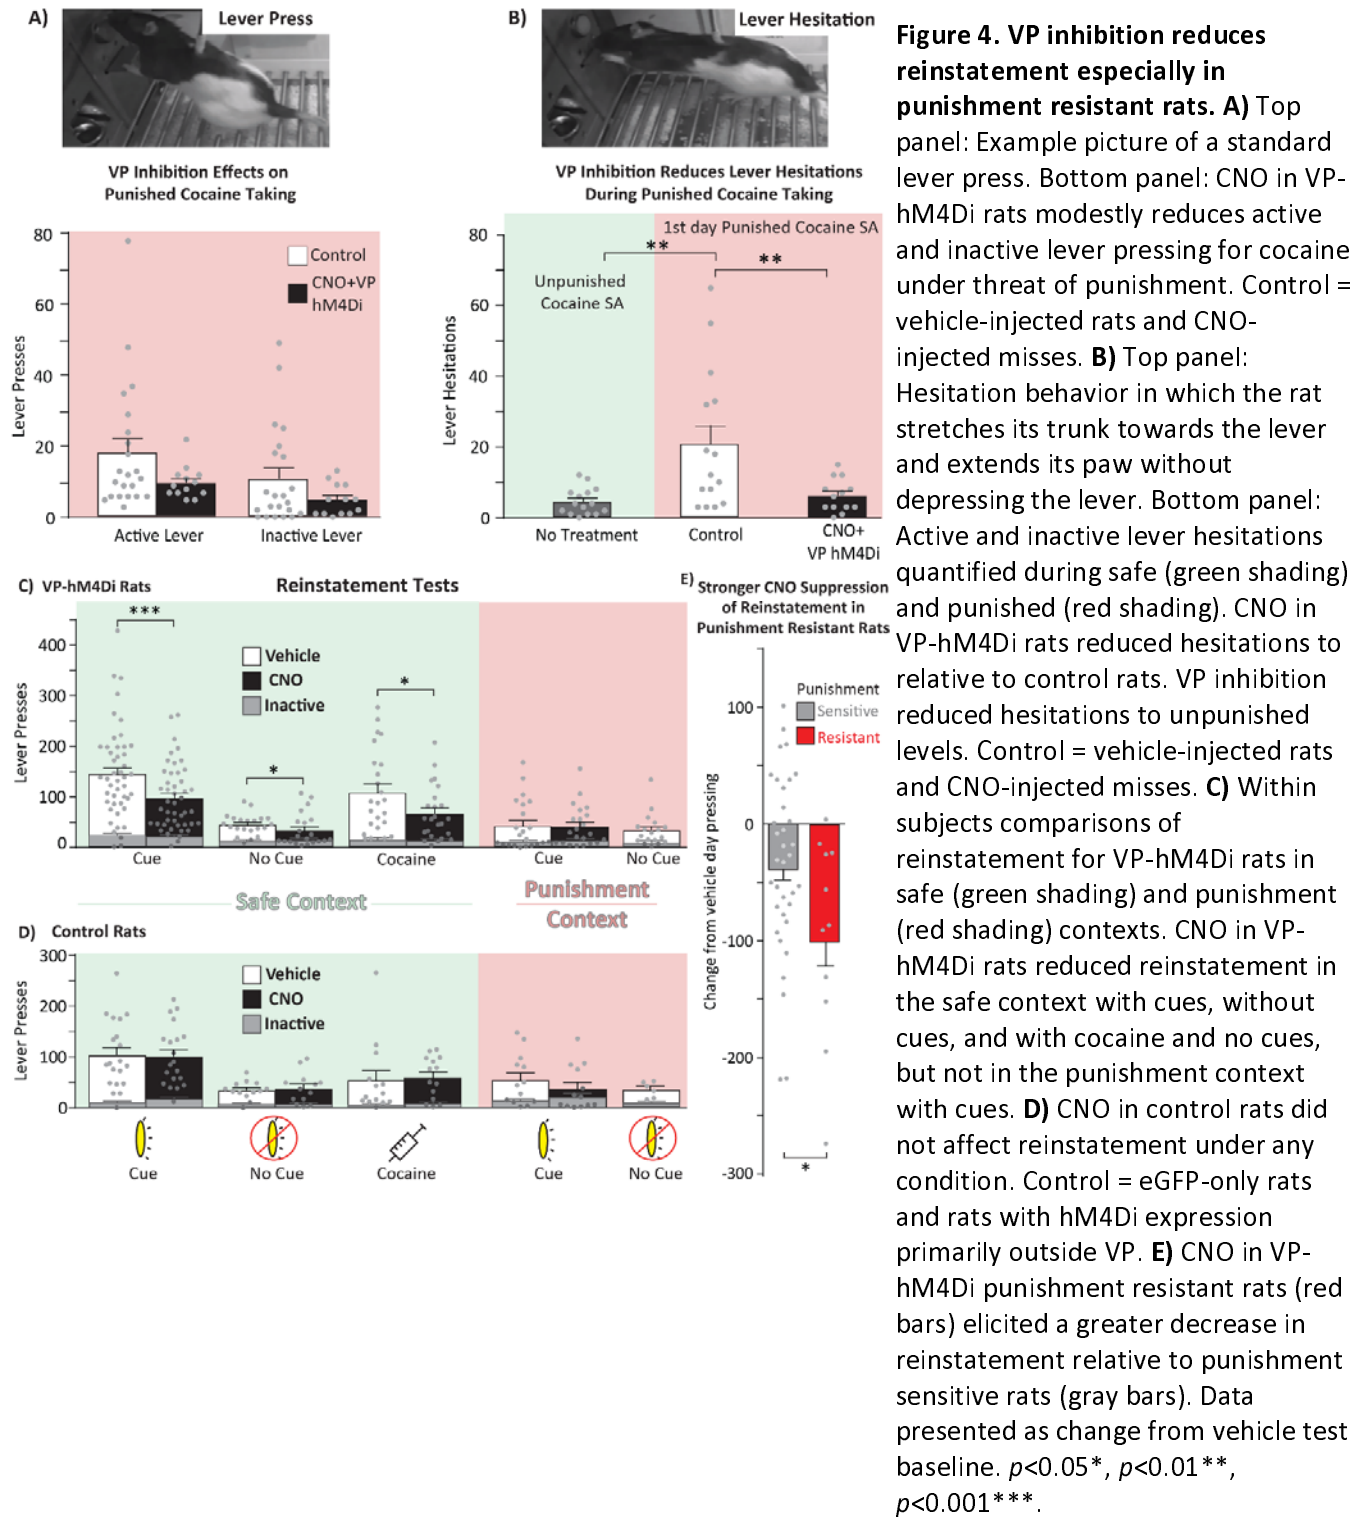 A)
Lever Press
VP Inhibition Effects on
Punished Cocaine Taking
80
60
40
20
0
Lever Presses
Control
CNO+VP
hM4Di
Active Lever
Inactive Lever
B)
Lever Hesitation
VP Inhibition Reduces Lever Hesitations
During Punished Cocaine Taking
1st day Punished Cocaine SA
**
**
Unpunished
Cocaine SA
80
60
40
20
0
Lever Hesitations
No Treatment
Control
CNO+
VP hM4Di
C) VP-hM4Di Rats
Reinstatement Tests
***
*
*
400
300
200
100
0
Lever Presses
Vehicle
CNO
Inactive
Cue
No Cue
Cocaine
Cue
No Cue
Safe Context
Punishment
Context
D) Control Rats
300
200
100
0
Lever Presses
Vehicle
CNO
Inactive
Cue
No Cue
Cocaine
Cue
No Cue
E) Stronger CNO Suppression
of Reinstatement in
Punishment Resistant Rats
Punishment
Sensitive
Resistant
100
0
-100
-200
-300
Change from vehicle day pressing
*
Figure 4. VP inhibition reduces
reinstatement especially in
punishment resistant rats. A) Top
panel: Example picture of a standard
lever press. Bottom panel: CNO in VP-
hM4Di rats modestly reduces active
and inactive lever pressing for cocaine
under threat of punishment. Control =
vehicle-injected rats and CNO-
injected misses. B) Top panel:
Hesitation behavior in which the rat
stretches its trunk towards the lever
and extends its paw without
depressing the lever. Bottom panel:
Active and inactive lever hesitations
quantified during safe (green shading)
and punished (red shading). CNO in
VP-hM4Di rats reduced hesitations to
relative to control rats. VP inhibition
reduced hesitations to unpunished
levels. Control = vehicle-injected rats
and CNO-injected misses. C) Within
subjects comparisons of
reinstatement for VP-hM4Di rats in
safe (green shading) and punishment
(red shading) contexts. CNO in VP-
hM4Di rats reduced reinstatement in
the safe context with cues, without
cues, and with cocaine and no cues,
but not in the punishment context
with cues. D) CNO in control rats did
not affect reinstatement under any
condition. Control = eGFP-only rats
and rats with hM4Di expression
primarily outside VP. E) CNO in VP-
hM4Di punishment resistant rats (red
bars) elicited a greater decrease in
reinstatement relative to punishment
sensitive rats (gray bars). Data
presented as change from vehicle test
baseline. p<0.05*, p<0.01**,
p<0.001***.